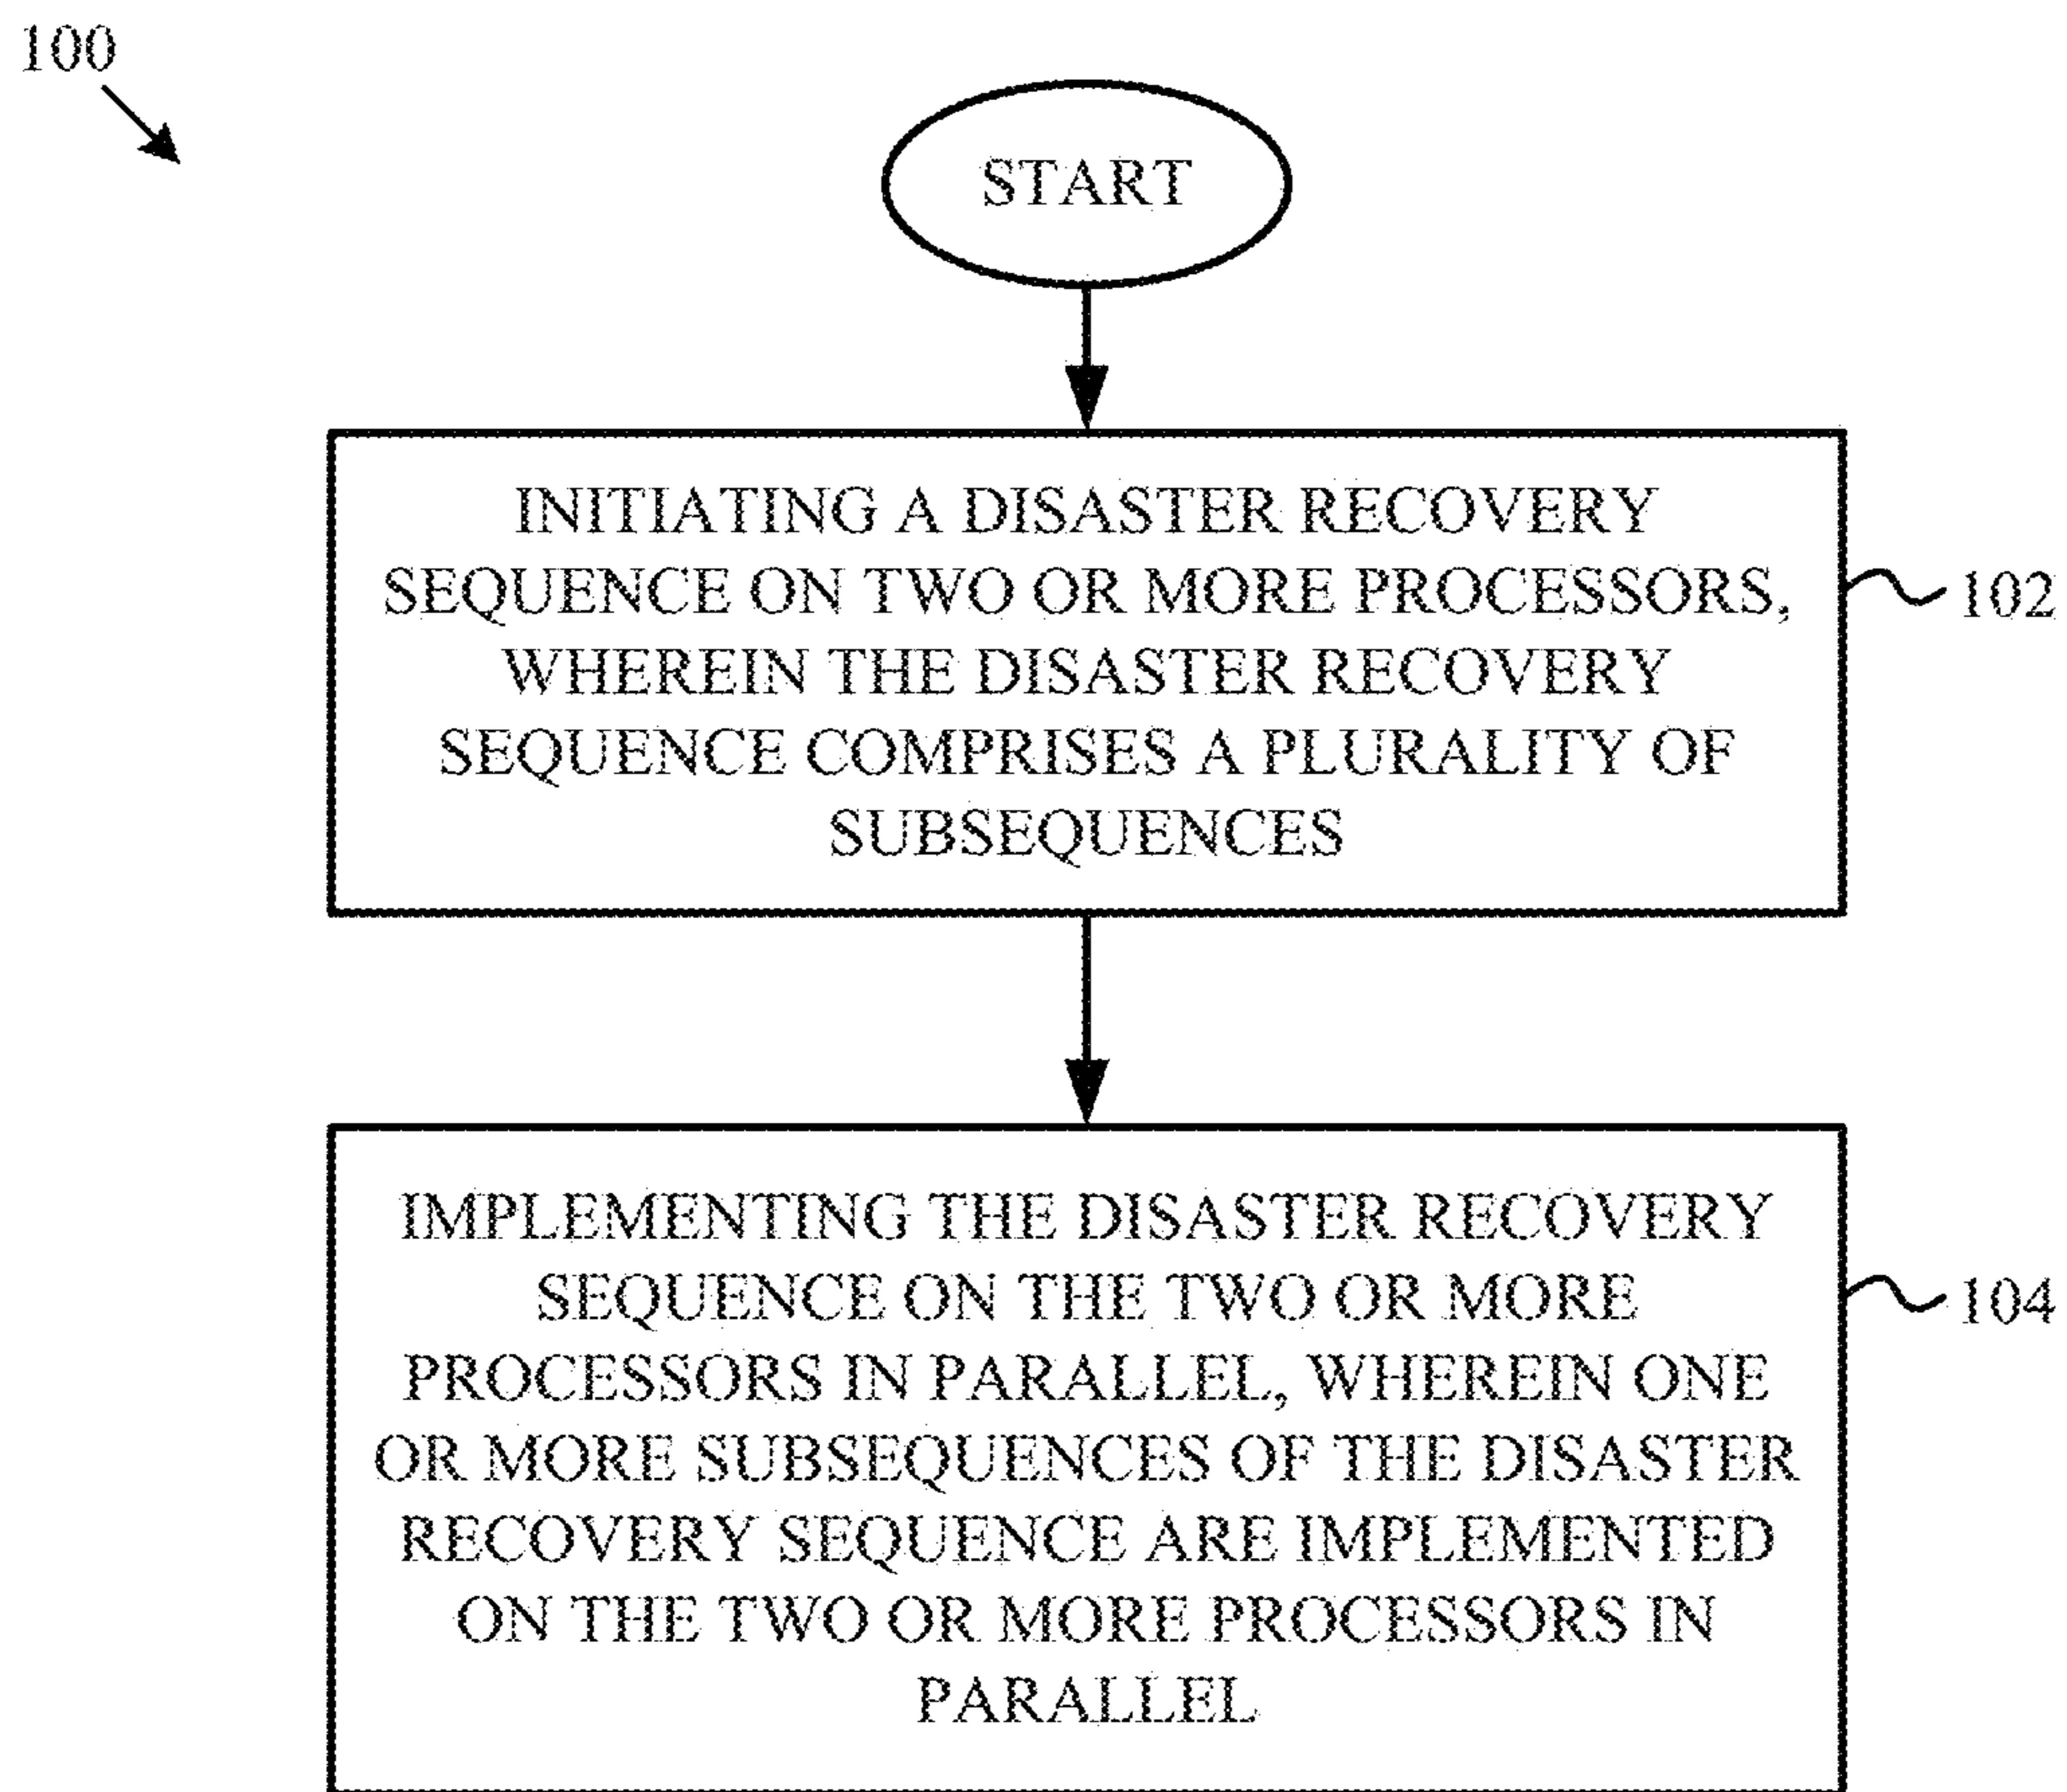 100
START
INITIATING A DISASTER RECOVERY
SEQUENCE ON TWO OR MORE PROCESSORS,
WHEREIN THE DISASTER RECOVERY
SEQUENCE COMPRISES A PLURALITY OF
SUBSEQUENCES
102
IMPLEMENTING THE DISASTER RECOVERY
SEQUENCE ON THE TWO OR MORE
PROCESSORS IN PARALLEL, WHEREIN ONE
OR MORE SUBSEQUENCES OF THE DISASTER
RECOVERY SEQUENCE ARE IMPLEMENTED
ON THE TWO OR MORE PROCESSORS IN
PARALLEL
104